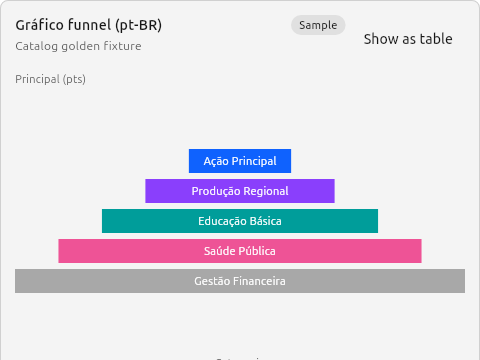 Gráfico funnel (pt-BR)
Sample
Show as table
Catalog golden fixture
Principal (pts)
Ação Principal
Produção Regional
Educação Básica
Saúde Pública
Gestão Financeira